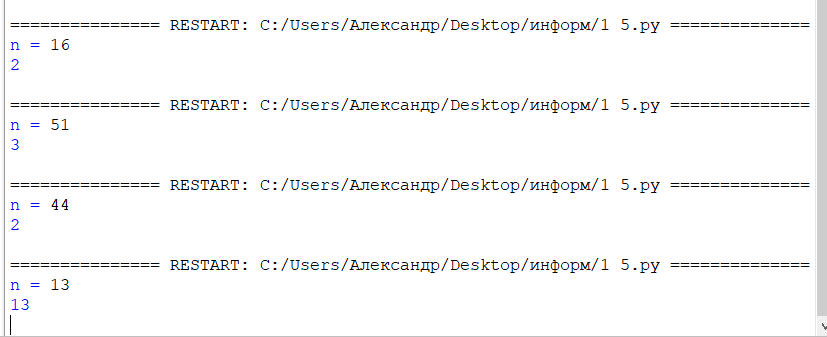 =============== RESTART: C:/Users/Александр/Desktop/информ/1 5.py ==============
n = 16
2
=============== RESTART: C:/Users/Александр/Desktop/информ/1 5.py ==============
n = 51
3
=============== RESTART: C:/Users/Александр/Desktop/информ/1 5.py ==============
n = 44
2
=============== RESTART: C:/Users/Александр/Desktop/информ/1 5.py ==============
n = 13
13